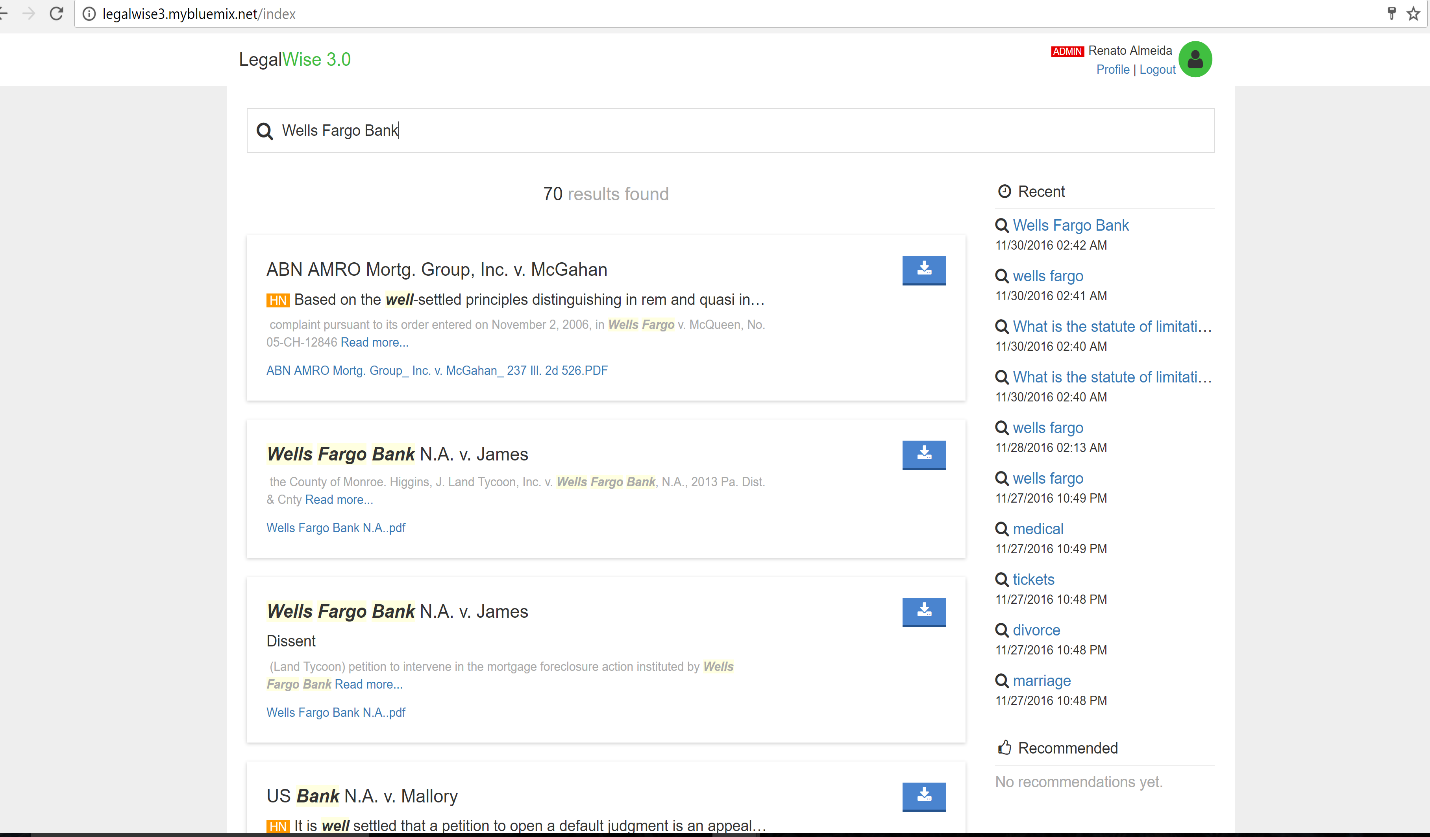 legalwise3.mybluemix.net/index
LegalWise 3.0
ADMIN Renato Almeida
Profile | Logout
Wells Fargo Bank
70 results found
ABN AMRO Mortg. Group, Inc. v. McGahan
HN Based on the well-settled principles distinguishing in rem and quasi in…
complaint pursuant to its order entered on November 2, 2006, in Wells Fargo v. McQueen, No.
05-CH-12846 Read more...
ABN AMRO Mortg. Group_ Inc. v. McGahan_ 237 Ill. 2d 526.PDF
Wells Fargo Bank N.A. v. James
the County of Monroe. Higgins, J. Land Tycoon, Inc. v. Wells Fargo Bank, N.A., 2013 Pa. Dist.
& Cnty Read more...
Wells Fargo Bank N.A..pdf
Wells Fargo Bank N.A. v. James
Dissent
(Land Tycoon) petition to intervene in the mortgage foreclosure action instituted by Wells
Fargo Bank Read more...
Wells Fargo Bank N.A..pdf
US Bank N.A. v. Mallory
HN It is well settled that a petition to open a default judgment is an appeal…
Recent
Wells Fargo Bank
11/30/2016 02:42 AM
wells fargo
11/30/2016 02:41 AM
What is the statute of limitati…
11/30/2016 02:40 AM
What is the statute of limitati…
11/30/2016 02:40 AM
wells fargo
11/28/2016 02:13 AM
wells fargo
11/27/2016 10:49 PM
medical
11/27/2016 10:49 PM
tickets
11/27/2016 10:48 PM
divorce
11/27/2016 10:48 PM
marriage
11/27/2016 10:48 PM
Recommended
No recommendations yet.